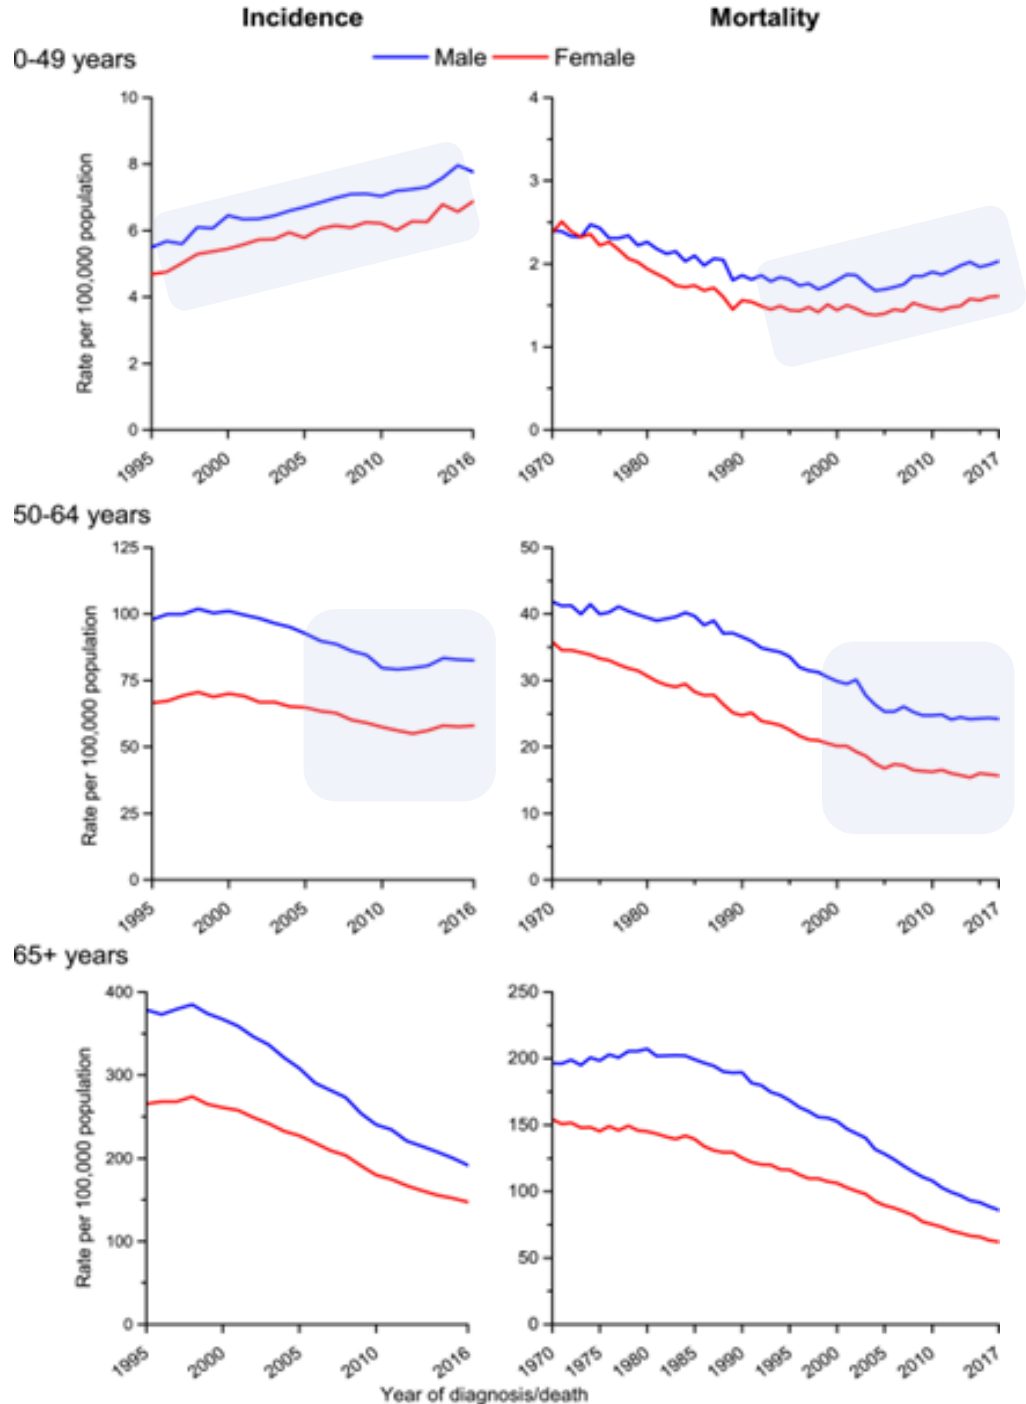 Incidence Mortality
0-49 years
Male Female
Rate per 100,000 population
10
8
6
4
2
0
1995 2000 2005 2010 2016
4
3
2
1
0
1970 1980 1990 2000 2010 2017
50-64 years
Rate per 100,000 population
125
100
75
50
25
0
1995 2000 2005 2010 2016
50
40
30
20
10
0
1970 1980 1990 2000 2010 2017
65+ years
Rate per 100,000 population
400
300
200
100
0
1995 2000 2005 2010 2016
250
200
150
100
50
0
1970 1975 1980 1985 1990 1995 2000 2005 2010 2017
Year of diagnosis/death